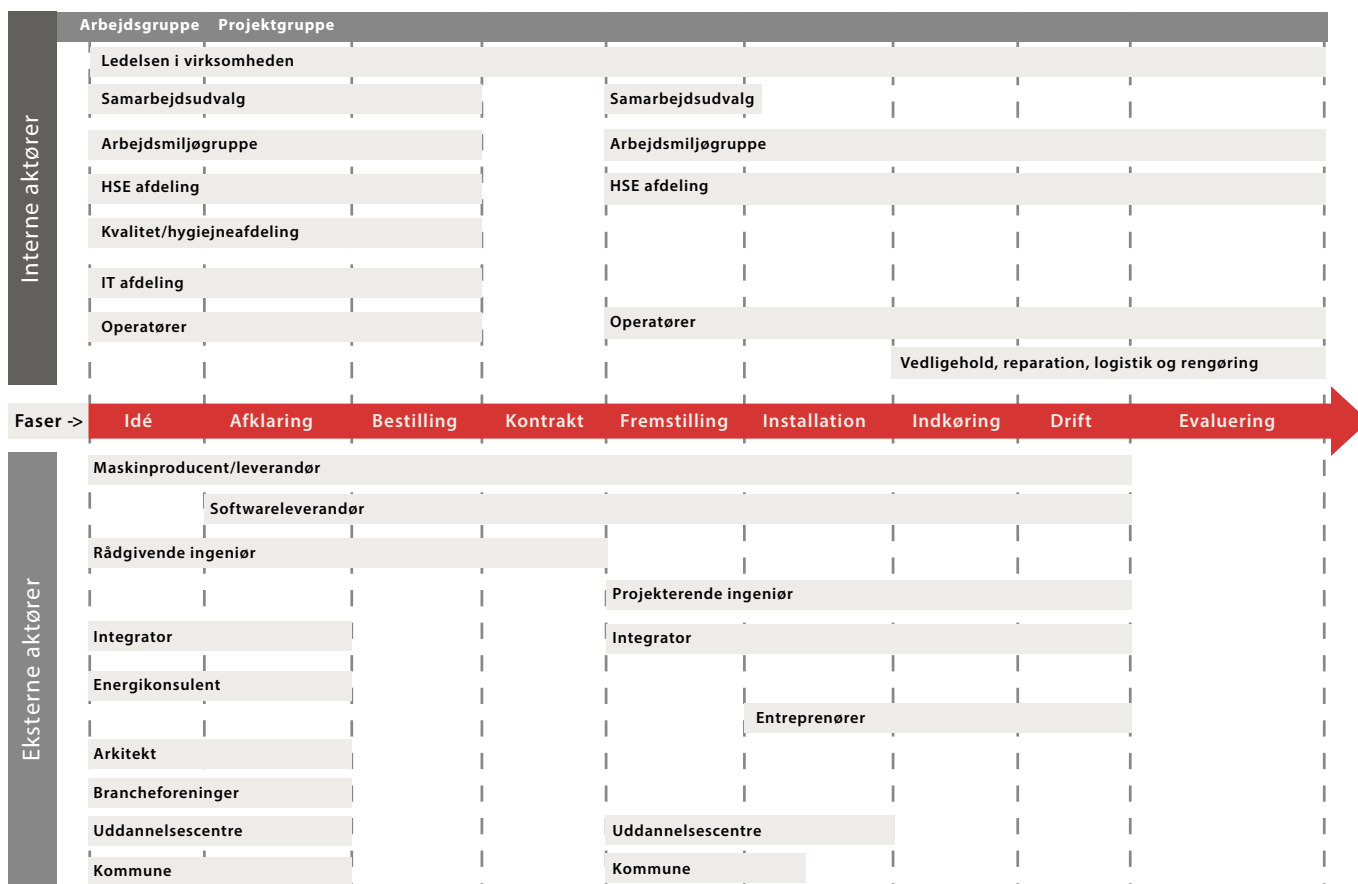 Arbejdsgruppe Projektgruppe
Interne aktører
Ledelsen i virksomheden
Samarbejdsudvalg Samarbejdsudvalg
Arbejdsmiljøgruppe Arbejdsmiljøgruppe
HSE afdeling HSE afdeling
Kvalitet/hygiejneafdeling
IT afdeling
Operatører Operatører
Vedligehold, reparation, logistik og rengøring
Faser -> Idé Afklaring Bestilling Kontrakt Fremstilling Installation Indkøring Drift Evaluering
Eksterne aktører
Maskinproducent/leverandør
Softwareleverandør
Rådgivende ingeniør
Projekterende ingeniør
Integrator Integrator
Energikonsulent
Entreprenører
Arkitekt
Brancheforeninger
Uddannelsescentre Uddannelsescentre
Kommune Kommune